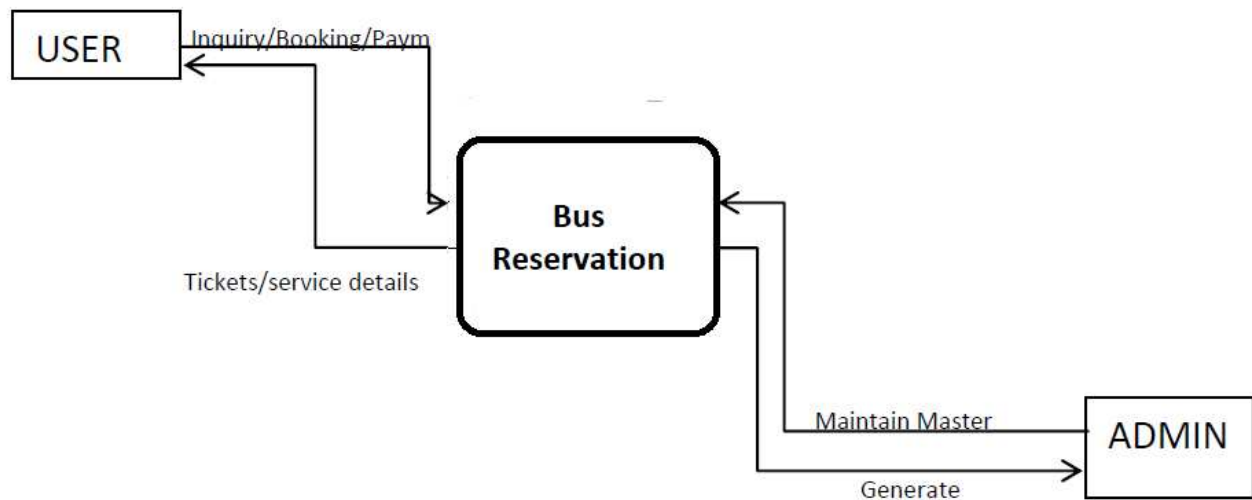 USER
Inquiry/Booking/Paym
Bus
Reservation
Tickets/service details
Maintain Master
ADMIN
Generate